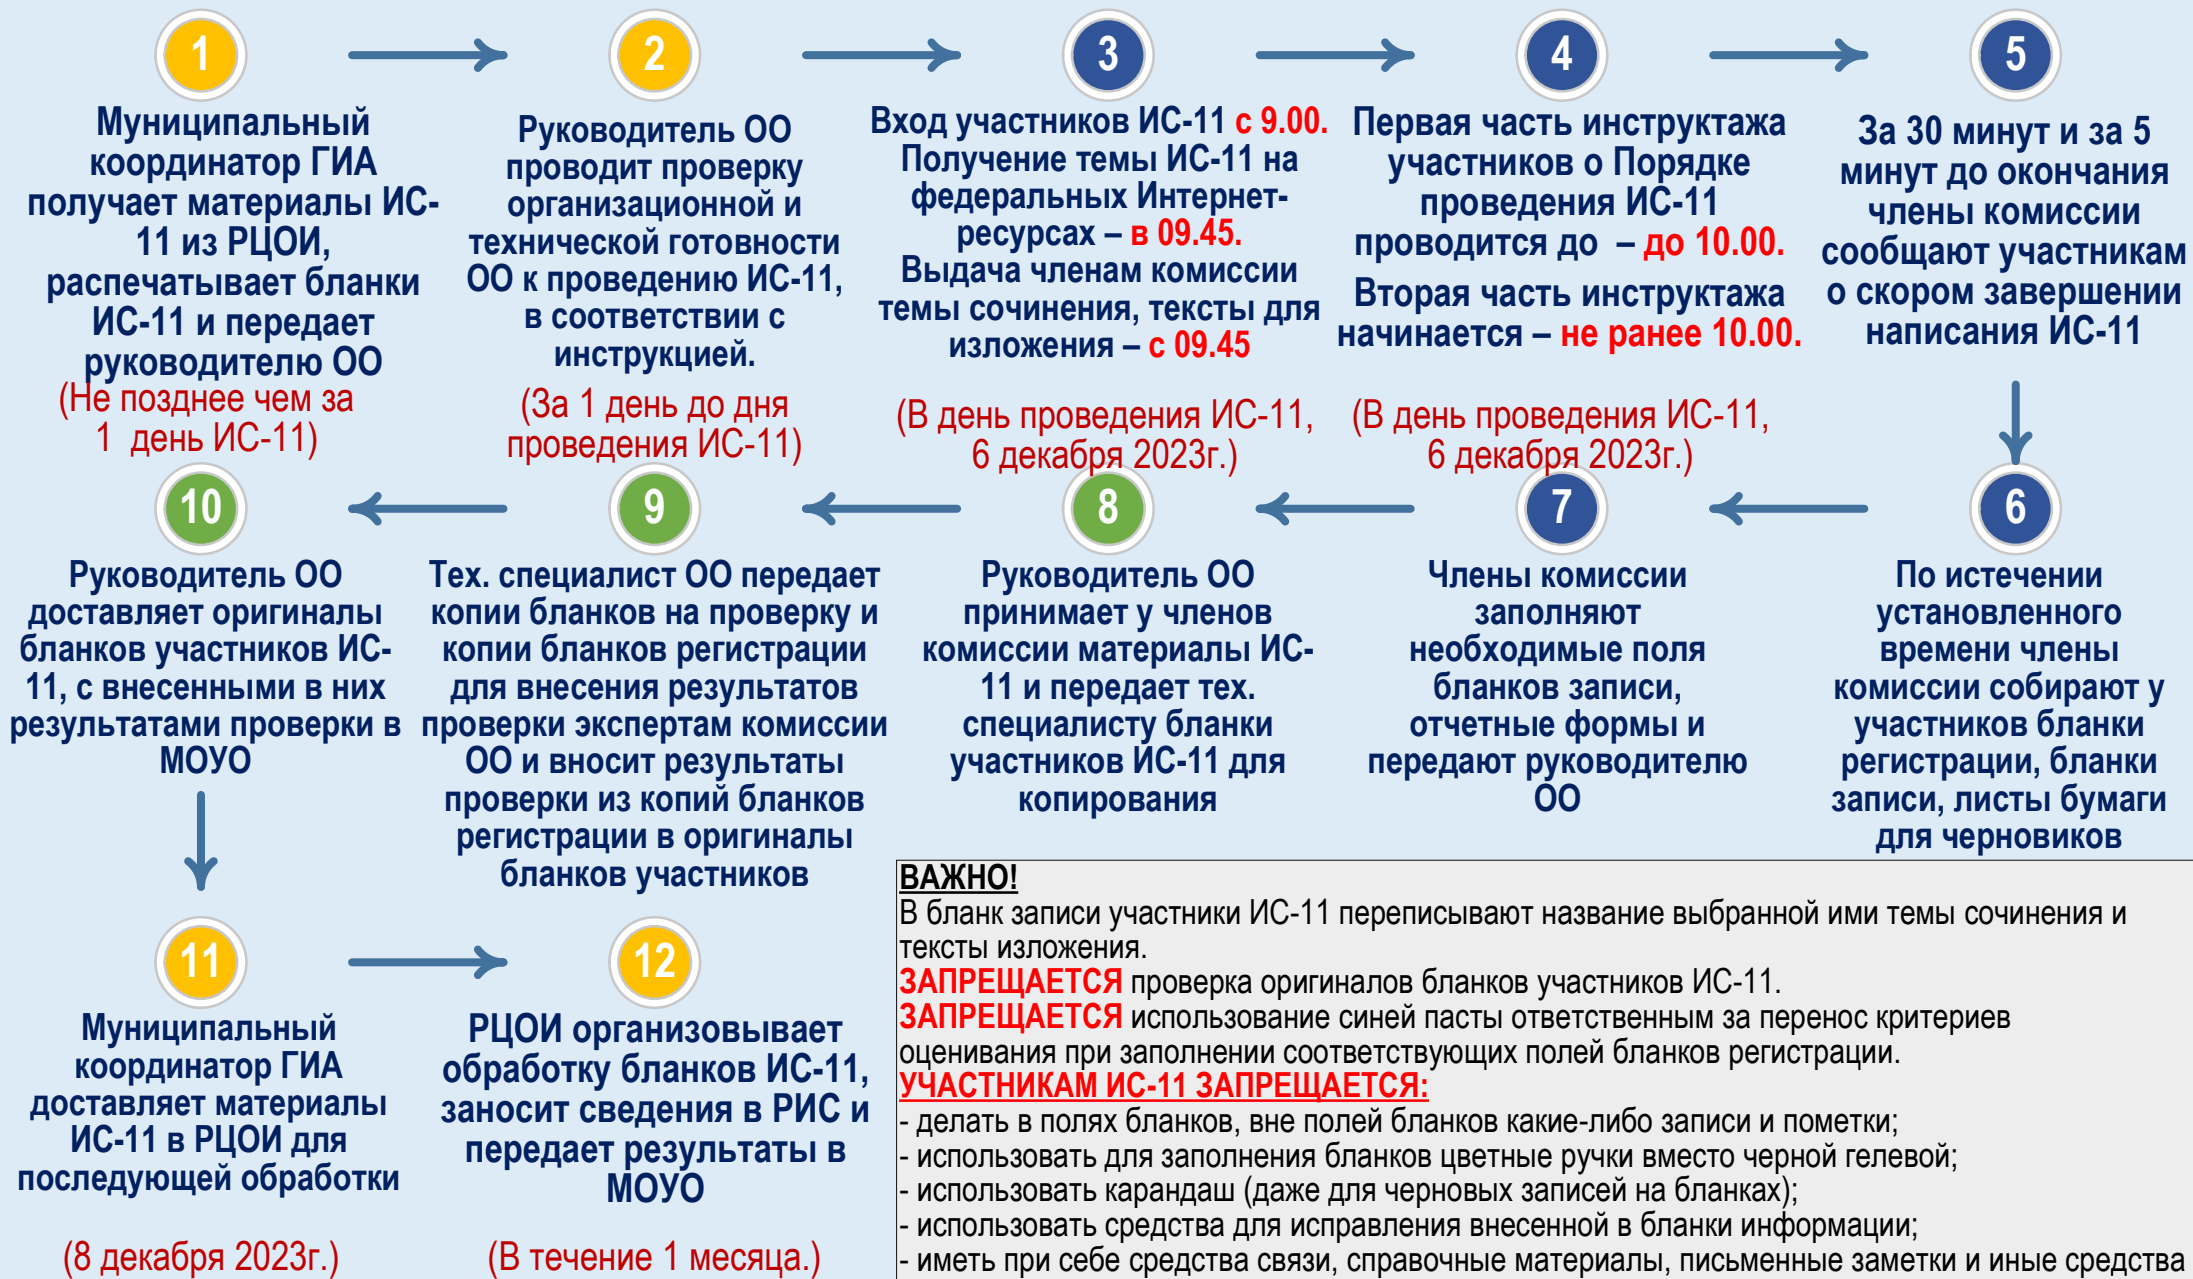 1
Муниципальный
координатор ГИА
получает материалы ИС-
11 из РЦОИ,
распечатывает бланки
ИС-11 и передает
руководителю ОО
(Не позднее чем за
1 день ИС-11)
2
Руководитель ОО
проводит проверку
организационной и
технической готовности
ОО к проведению ИС-11,
в соответствии с
инструкцией.
(За 1 день до дня
проведения ИС-11)
3
Вход участников ИС-11 с 9.00.
Получение темы ИС-11 на
федеральных Интернет-
ресурсах – в 09.45.
Выдача членам комиссии
темы сочинения, тексты для
изложения – с 09.45
(В день проведения ИС-11,
6 декабря 2023г.)
4
Первая часть инструктажа
участников о Порядке
проведения ИС-11
проводится до – до 10.00.
Вторая часть инструктажа
начинается – не ранее 10.00.
(В день проведения ИС-11,
6 декабря 2023г.)
5
За 30 минут и за 5
минут до окончания
члены комиссии
сообщают участникам
о скором завершении
написания ИС-11
6
По истечении
установленного
времени члены
комиссии собирают у
участников бланки
регистрации, бланки
записи, листы бумаги
для черновиков
7
Члены комиссии
заполняют
необходимые поля
бланков записи,
отчетные формы и
передают руководителю
ОО
8
Руководитель ОО
принимает у членов
комиссии материалы ИС-
11 и передает тех.
специалисту бланки
участников ИС-11 для
копирования
9
Тех. специалист ОО передает
копии бланков на проверку и
копии бланков регистрации
для внесения результатов
проверки экспертам комиссии
ОО и вносит результаты
проверки из копий бланков
регистрации в оригиналы
бланков участников
10
Руководитель ОО
доставляет оригиналы
бланков участников ИС-
11, с внесенными в них
результатами проверки в
МОУО
11
Муниципальный
координатор ГИА
доставляет материалы
ИС-11 в РЦОИ для
последующей обработки
(8 декабря 2023г.)
12
РЦОИ организовывает
обработку бланков ИС-11,
заносит сведения в РИС и
передает результаты в
МОУО
(В течение 1 месяца.)
ВАЖНО!
В бланк записи участники ИС-11 переписывают название выбранной ими темы сочинения и
тексты изложения.
ЗАПРЕЩАЕТСЯ проверка оригиналов бланков участников ИС-11.
ЗАПРЕЩАЕТСЯ использование синей пасты ответственным за перенос критериев
оценивания при заполнении соответствующих полей бланков регистрации.
УЧАСТНИКАМ ИС-11 ЗАПРЕЩАЕТСЯ:
- делать в полях бланков, вне полей бланков какие-либо записи и пометки;
- использовать для заполнения бланков цветные ручки вместо черной гелевой;
- использовать карандаш (даже для черновых записей на бланках);
- использовать средства для исправления внесенной в бланки информации;
- иметь при себе средства связи, справочные материалы, письменные заметки и иные средства